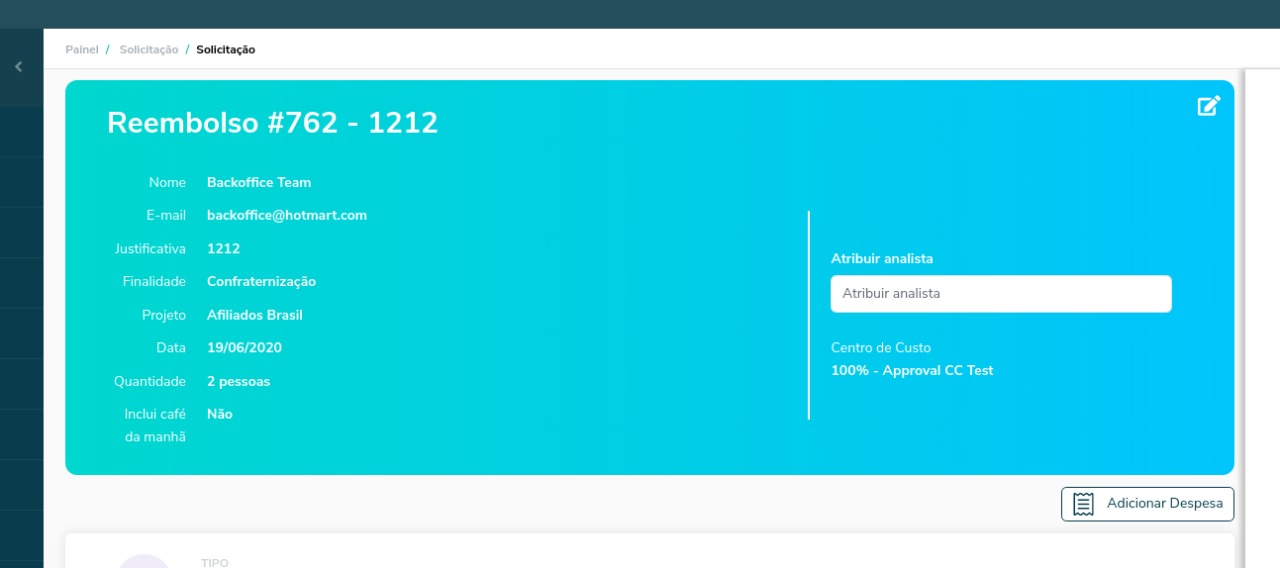 Painel / Solicitação / Solicitação
Reembolso #762 - 1212
Nome Backoffice Team
E-mail backoffice@hotmart.com
Justificativa 1212
Finalidade Confraternização
Projeto Afiliados Brasil
Data 19/06/2020
Quantidade 2 pessoas
Inclui café Não
da manhã
Atribuir analista
Atribuir analista
Centro de Custo
100% - Approval CC Test
Adicionar Despesa
TIPO